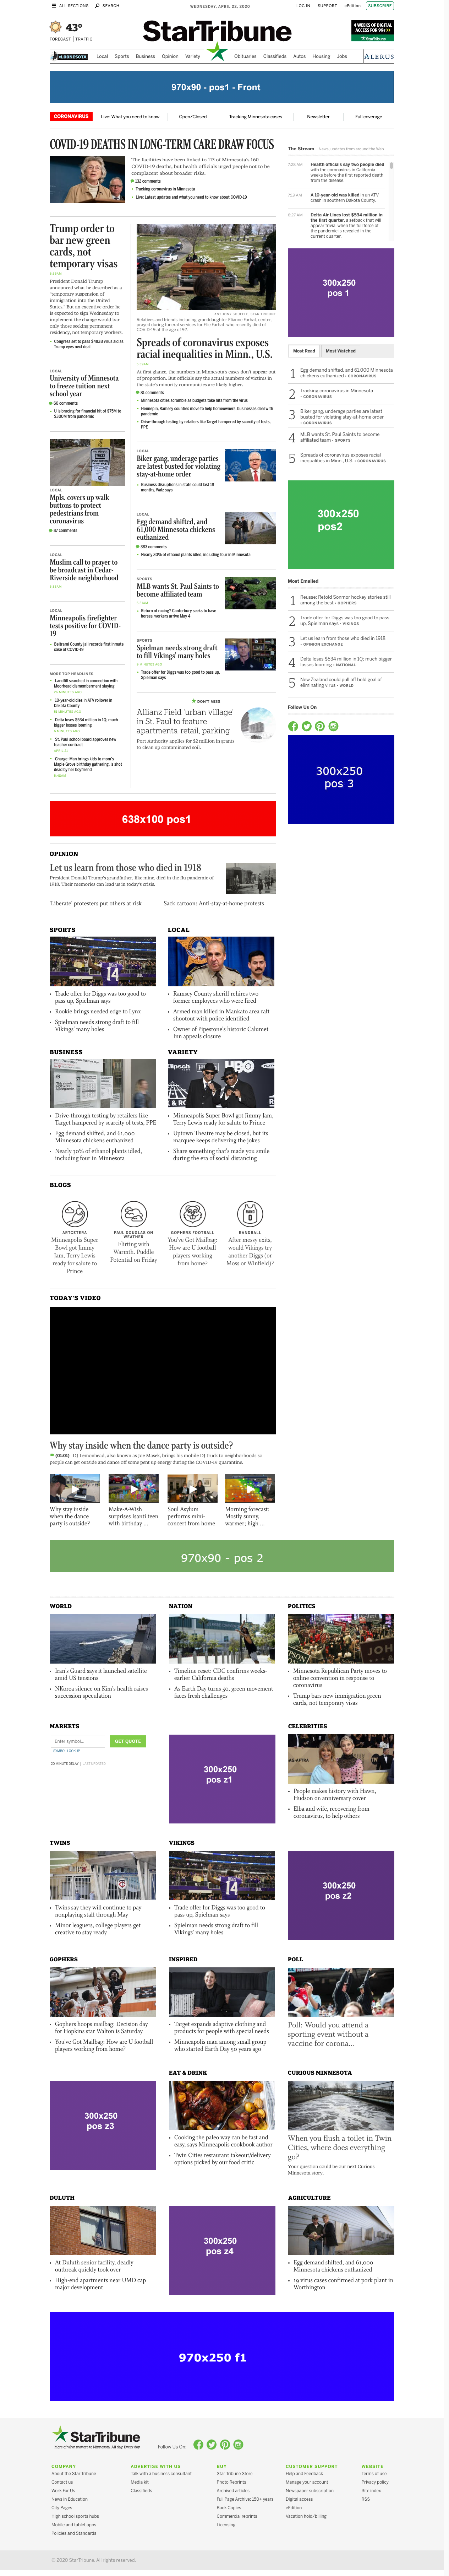 ALL SECTIONS SEARCH
WEDNESDAY, APRIL 22, 2020
LOG IN SUPPORT eEdition SUBSCRIBE
43°
FORECAST TRAFFIC
StarTribune
4 WEEKS OF DIGITAL
ACCESS FOR 99¢
StarTribune
#LOONESOTA Local Sports Business Opinion Variety Obituaries Classifieds Autos Housing Jobs ALERUS
970x90 - pos1 - Front
CORONAVIRUS Live: What you need to know Open/Closed Tracking Minnesota cases Newsletter Full coverage
COVID-19 DEATHS IN LONG-TERM CARE DRAW FOCUS
The facilities have been linked to 113 of Minnesota's 160
COVID-19 deaths, but health officials urged people not to be
complacent about broader risks.
152 comments
Tracking coronavirus in Minnesota
Live: Latest updates and what you need to know about COVID-19
Trump order to
bar new green
cards, not
temporary visas
President Donald
Trump announced
what he described as a
"temporary suspension of
immigration into the United
States." But an executive order
he is expected to sign
Wednesday to implement the
change would bar only those
seeking permanent residency,
not temporary workers.
Congress set to pass $483B virus aid as
Trump eyes next deal
LOCAL
University of Minnesota
to freeze tuition next
school year
60 comments
U is bracing for financial hit of $75M to
$300M from pandemic
LOCAL
Mpls. covers up walk
buttons to protect
pedestrians from
coronavirus
87 comments
LOCAL
Muslim call to prayer to
be broadcast in Cedar-
Riverside neighborhood
LOCAL
Minneapolis firefighter
tests positive for COVID-
19
Beltrami County jail records first inmate
case of COVID-19
MORE TOP HEADLINES
Landfill searched in connection with
Moorhead dismemberment slaying
10-year-old dies in ATV rollover in
Dakota County
Delta loses $534 million in 1Q; much
bigger losses looming
St. Paul school board approves new
teacher contract
Charge: Man brings kids to mom's
Maple Grove birthday gathering, is shot
dead by her boyfriend
ANTHONY SOUFFLE, STAR TRIBUNE
Relatives and friends including granddaughter Elianne Farhat, center,
prayed during funeral services for Elie Farhat, who recently died of
COVID-19 at the age of 92.
Spreads of coronavirus exposes
racial inequalities in Minn., U.S.
At first glance, the numbers in Minnesota's case don't appear out
of proportion. But officials say the actual numbers of victims in
the state's minority communities are likely higher.
81 comments
Minnesota cities scramble as budgets take hits from the virus
Hennepin, Ramsey counties move to help homeowners, businesses deal with
pandemic
Drive-through testing by retailers like Target hampered by scarcity of tests,
PPE
LOCAL
Biker gang, underage parties
are latest busted for violating
stay-at-home order
Business disruptions in state could last 18
months, Walz says
LOCAL
Egg demand shifted, and
61,000 Minnesota chickens
euthanized
353 comments
Nearly 30% of ethanol plants idled, including four in Minnesota
SPORTS
MLB wants St. Paul Saints to
become affiliated team
Return of racing? Canterbury seeks to have
horses, workers arrive May 4
SPORTS
Spielman needs strong draft
to fill Vikings' many holes
Trade offer for Diggs was too good to pass up,
Spielman says
DON'T MISS
Allianz Field 'urban village'
in St. Paul to feature
apartments, retail, parking
Port Authority applies for $2 million in grants
to clean up contaminated soil.
638x100 pos1
The Stream News, updates from around the Web
Health officials say two people died
with the coronavirus in California
weeks before the first reported death
from the disease.
A 10-year-old was killed in an ATV
crash in southern Dakota County.
Delta Air Lines lost $534 million in
the first quarter, a setback that will
appear trivial when the full force of
the pandemic is revealed in the
current quarter.
300x250
pos 1
Most Read Most Watched
1 Egg demand shifted, and 61,000 Minnesota
chickens euthanized - CORONAVIRUS
2 Tracking coronavirus in Minnesota
- CORONAVIRUS
3 Biker gang, underage parties are latest
busted for violating stay-at-home order
- CORONAVIRUS
4 MLB wants St. Paul Saints to become
affiliated team - SPORTS
5 Spreads of coronavirus exposes racial
inequalities in Minn., U.S. - CORONAVIRUS
300x250
pos2
Most Emailed
1 Reusse: Retold Sonmor hockey stories still
among the best - GOPHERS
2 Trade offer for Diggs was too good to pass
up, Spielman says - VIKINGS
3 Let us learn from those who died in 1918
- OPINION EXCHANGE
4 Delta loses $534 million in 1Q; much bigger
losses looming - NATIONAL
5 New Zealand could pull off bold goal of
eliminating virus - WORLD
Follow Us On
300x250
pos 3
OPINION
Let us learn from those who died in 1918
President Donald Trump's grandfather, like mine, died in the flu pandemic of
1918. Their memories can lead us in today's crisis.
'Liberate' protesters put others at risk Sack cartoon: Anti-stay-at-home protests
SPORTS
Trade offer for Diggs was too good to
pass up, Spielman says
Rookie brings needed edge to Lynx
Spielman needs strong draft to fill
Vikings' many holes
LOCAL
Ramsey County sheriff rehires two
former employees who were fired
Armed man killed in Mankato area raft
shootout with police identified
Owner of Pipestone's historic Calumet
Inn appeals closure
BUSINESS
Drive-through testing by retailers like
Target hampered by scarcity of tests, PPE
Egg demand shifted, and 61,000
Minnesota chickens euthanized
Nearly 30% of ethanol plants idled,
including four in Minnesota
VARIETY
Minneapolis Super Bowl got Jimmy Jam,
Terry Lewis ready for salute to Prince
Uptown Theatre may be closed, but its
marquee keeps delivering the jokes
Share something that's made you smile
during the era of social distancing
BLOGS
ARTCETERA
Minneapolis Super
Bowl got Jimmy
Jam, Terry Lewis
ready for salute to
Prince
PAUL DOUGLAS ON
WEATHER
Flirting with
Warmth. Puddle
Potential on Friday
GOPHERS FOOTBALL
You've Got Mailbag:
How are U football
players working
from home?
RANDBALL
After messy exits,
would Vikings try
another Diggs (or
Moss or Winfield)?
TODAY'S VIDEO
Why stay inside when the dance party is outside?
(01:01) DJ Lomonhead, also known as Joe Masek, brings his mobile DJ truck to neighborhoods so
people can get outside and dance off some pent up energy during the COVID-19 quarantine.
Why stay inside
when the dance
party is outside?
Make-A-Wish
surprises Isanti teen
with birthday ...
Soul Asylum
performs mini-
concert from home
Morning forecast:
Mostly sunny,
warmer; high ...
970x90 - pos 2
WORLD
Iran's Guard says it launched satellite
amid US tensions
NKorea silence on Kim's health raises
succession speculation
NATION
Timeline reset: CDC confirms weeks-
earlier California deaths
As Earth Day turns 50, green movement
faces fresh challenges
POLITICS
Minnesota Republican Party moves to
online convention in response to
coronavirus
Trump bars new immigration green
cards, not temporary visas
MARKETS
Enter symbol... GET QUOTE
SYMBOL LOOKUP
20 MINUTE DELAY
300x250
pos z1
CELEBRITIES
People makes history with Hawn,
Hudson on anniversary cover
Elba and wife, recovering from
coronavirus, to help others
TWINS
Twins say they will continue to pay
nonplaying staff through May
Minor leaguers, college players get
creative to stay ready
VIKINGS
Trade offer for Diggs was too good to
pass up, Spielman says
Spielman needs strong draft to fill
Vikings' many holes
300x250
pos z2
GOPHERS
Gophers hoops mailbag: Decision day
for Hopkins star Walton is Saturday
You've Got Mailbag: How are U football
players working from home?
INSPIRED
Target expands adaptive clothing and
products for people with special needs
Minneapolis man among small group
who started Earth Day 50 years ago
POLL
Poll: Would you attend a
sporting event without a
vaccine for corona...
300x250
pos z3
EAT & DRINK
Cooking the paleo way can be fast and
easy, says Minneapolis cookbook author
Twin Cities restaurant takeout/delivery
options picked by our food critic
CURIOUS MINNESOTA
When you flush a toilet in Twin
Cities, where does everything
go?
Your question could be our next Curious
Minnesota story.
DULUTH
At Duluth senior facility, deadly
outbreak quickly took over
High-end apartments near UMD cap
major development
300x250
pos z4
AGRICULTURE
Egg demand shifted, and 61,000
Minnesota chickens euthanized
19 virus cases confirmed at pork plant in
Worthington
970x250 f1
StarTribune
More of what matters to Minnesota. All day. Every day.
Follow Us On:
COMPANY
About the Star Tribune
Contact us
Work For Us
News in Education
City Pages
High school sports hubs
Mobile and tablet apps
Policies and Standards
ADVERTISE WITH US
Talk with a business consultant
Media kit
Classifieds
BUY
Star Tribune Store
Photo Reprints
Archived articles
Full Page Archive: 150+ years
Back Copies
Commercial reprints
Licensing
CUSTOMER SUPPORT
Help and Feedback
Manage your account
Newspaper subscription
Digital access
eEdition
Vacation hold/billing
WEBSITE
Terms of use
Privacy policy
Site index
RSS
© 2020 StarTribune. All rights reserved.